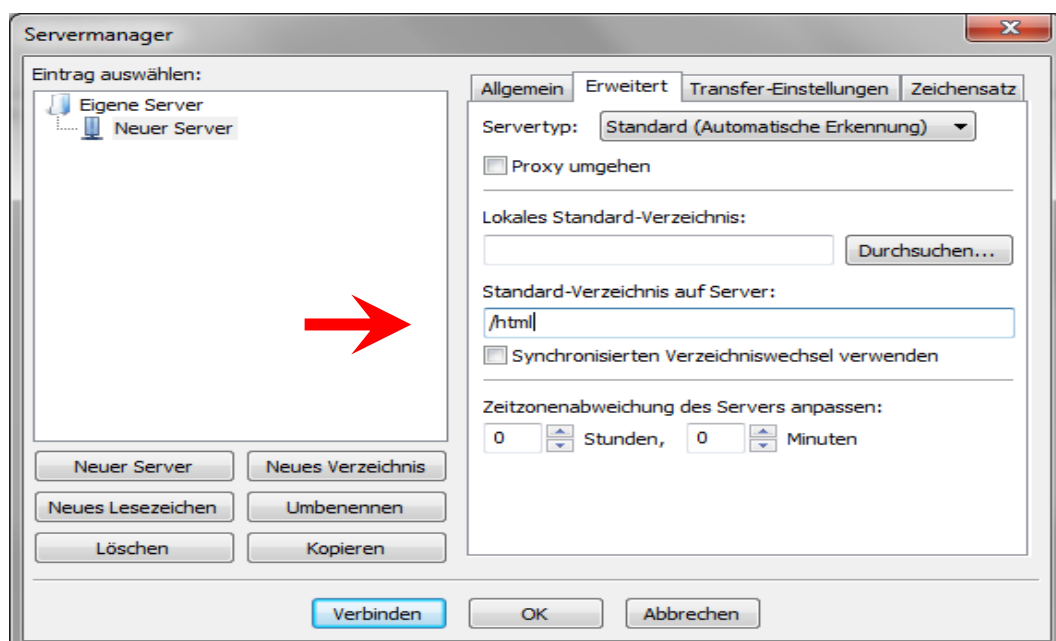 Servermanager
Eintrag auswählen:
Eigene Server
Neuer Server
Neuer Server
Neues Verzeichnis
Neues Lesezeichen
Umbenennen
Löschen
Kopieren
Allgemein
Erweitert
Transfer-Einstellungen
Zeichensatz
Servertyp:
Standard (Automatische Erkennung)
Proxy umgehen
Lokales Standard-Verzeichnis:
Durchsuchen...
Standard-Verzeichnis auf Server:
/html
Synchronisierten Verzeichniswechsel verwenden
Zeitzonenabweichung des Servers anpassen:
0 Stunden, 0 Minuten
Verbinden
OK
Abbrechen